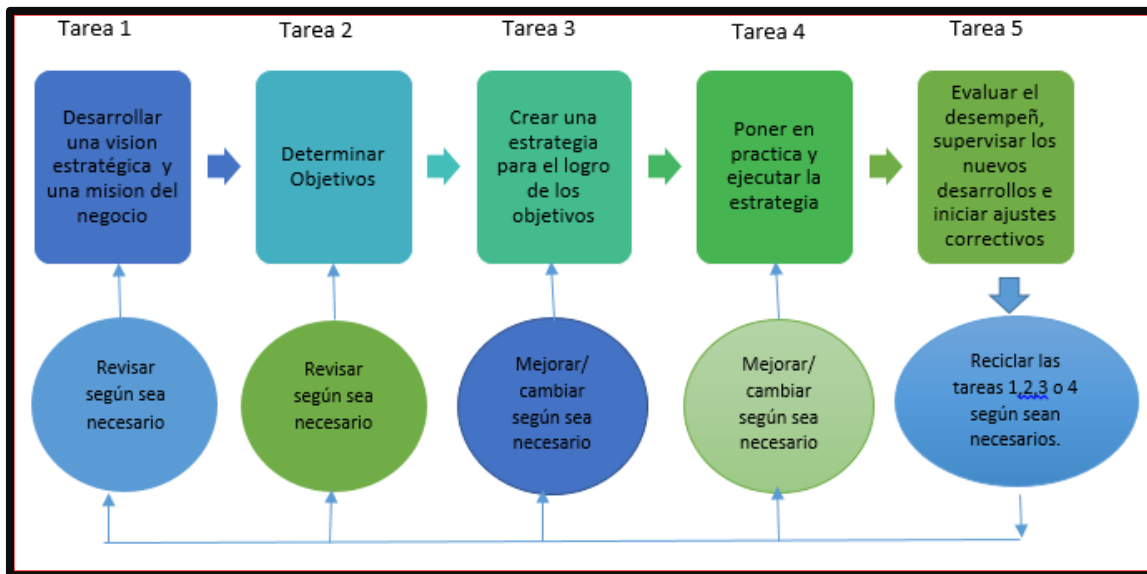 Tarea 1
Tarea 2
Tarea 3
Tarea 4
Tarea 5
Desarrollar
una vision
estratégica y
una mision del
negocio
Determinar
Objetivos
Crear una
estrategia
para el logro
de los
objetivos
Poner en
practica y
ejecutar la
estrategia
Evaluar el
desempeñ,
supervisar los
nuevos
desarrollos e
iniciar ajustes
correctivos
Revisar
según sea
necesario
Revisar
según sea
necesario
Mejorar/
cambiar
según sea
necesario
Mejorar/
cambiar
según sea
necesario
Reciclar las
tareas 1,2,3 o 4
según sean
necesarios.